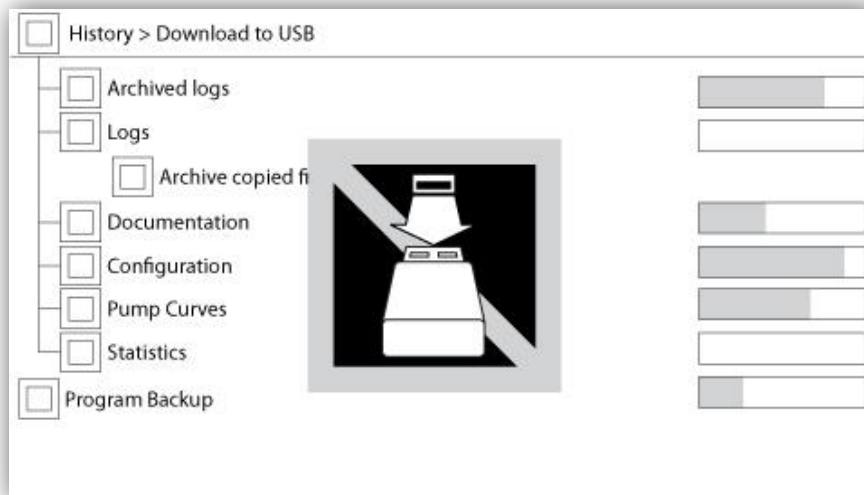 History > Download to USB
Archived logs
Logs
Archive copied fi
Documentation
Configuration
Pump Curves
Statistics
Program Backup